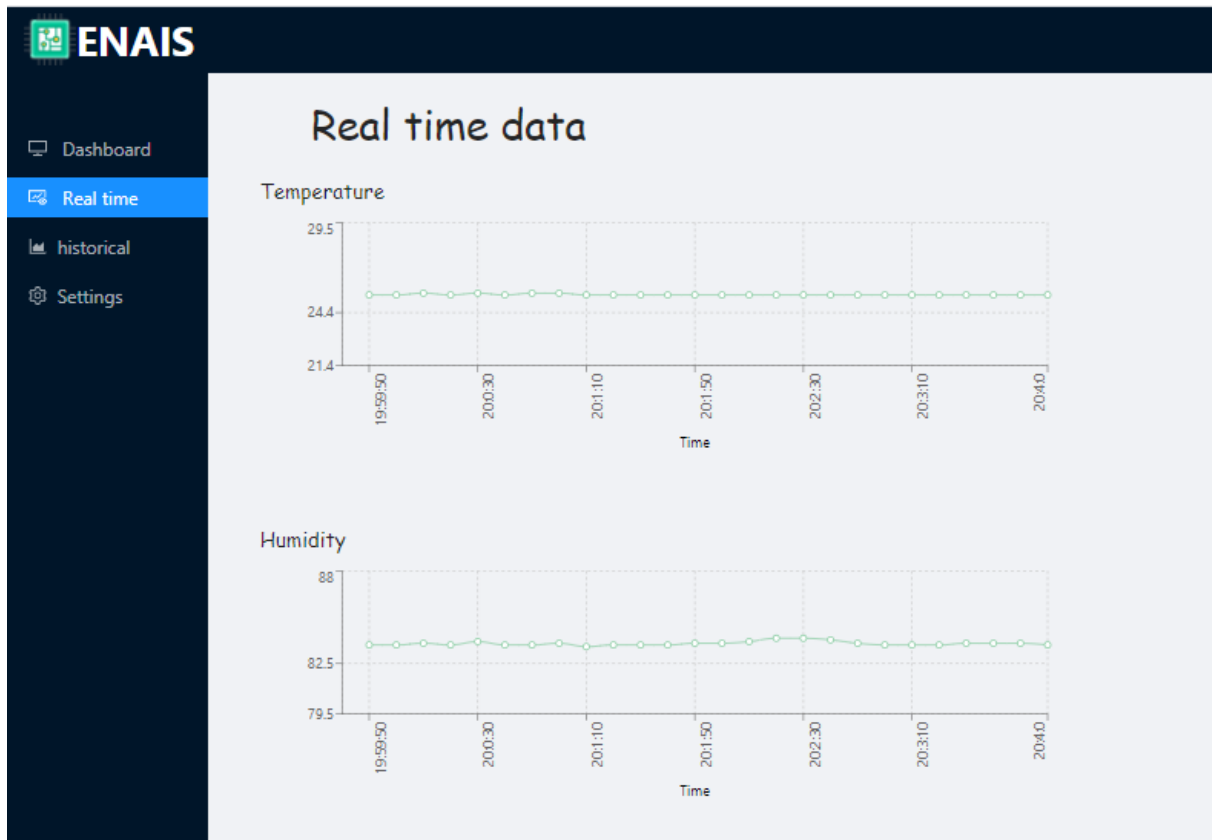 ENAIS
Dashboard
Real time
historical
Settings
Real time data
Temperature
29.5
24.4
21.4
19:59:50
20:0:30
20:1:10
20:1:50
20:2:30
20:3:10
20:4:0
Time
Humidity
88
82.5
79.5
19:59:50
20:0:30
20:1:10
20:1:50
20:2:30
20:3:10
20:4:0
Time